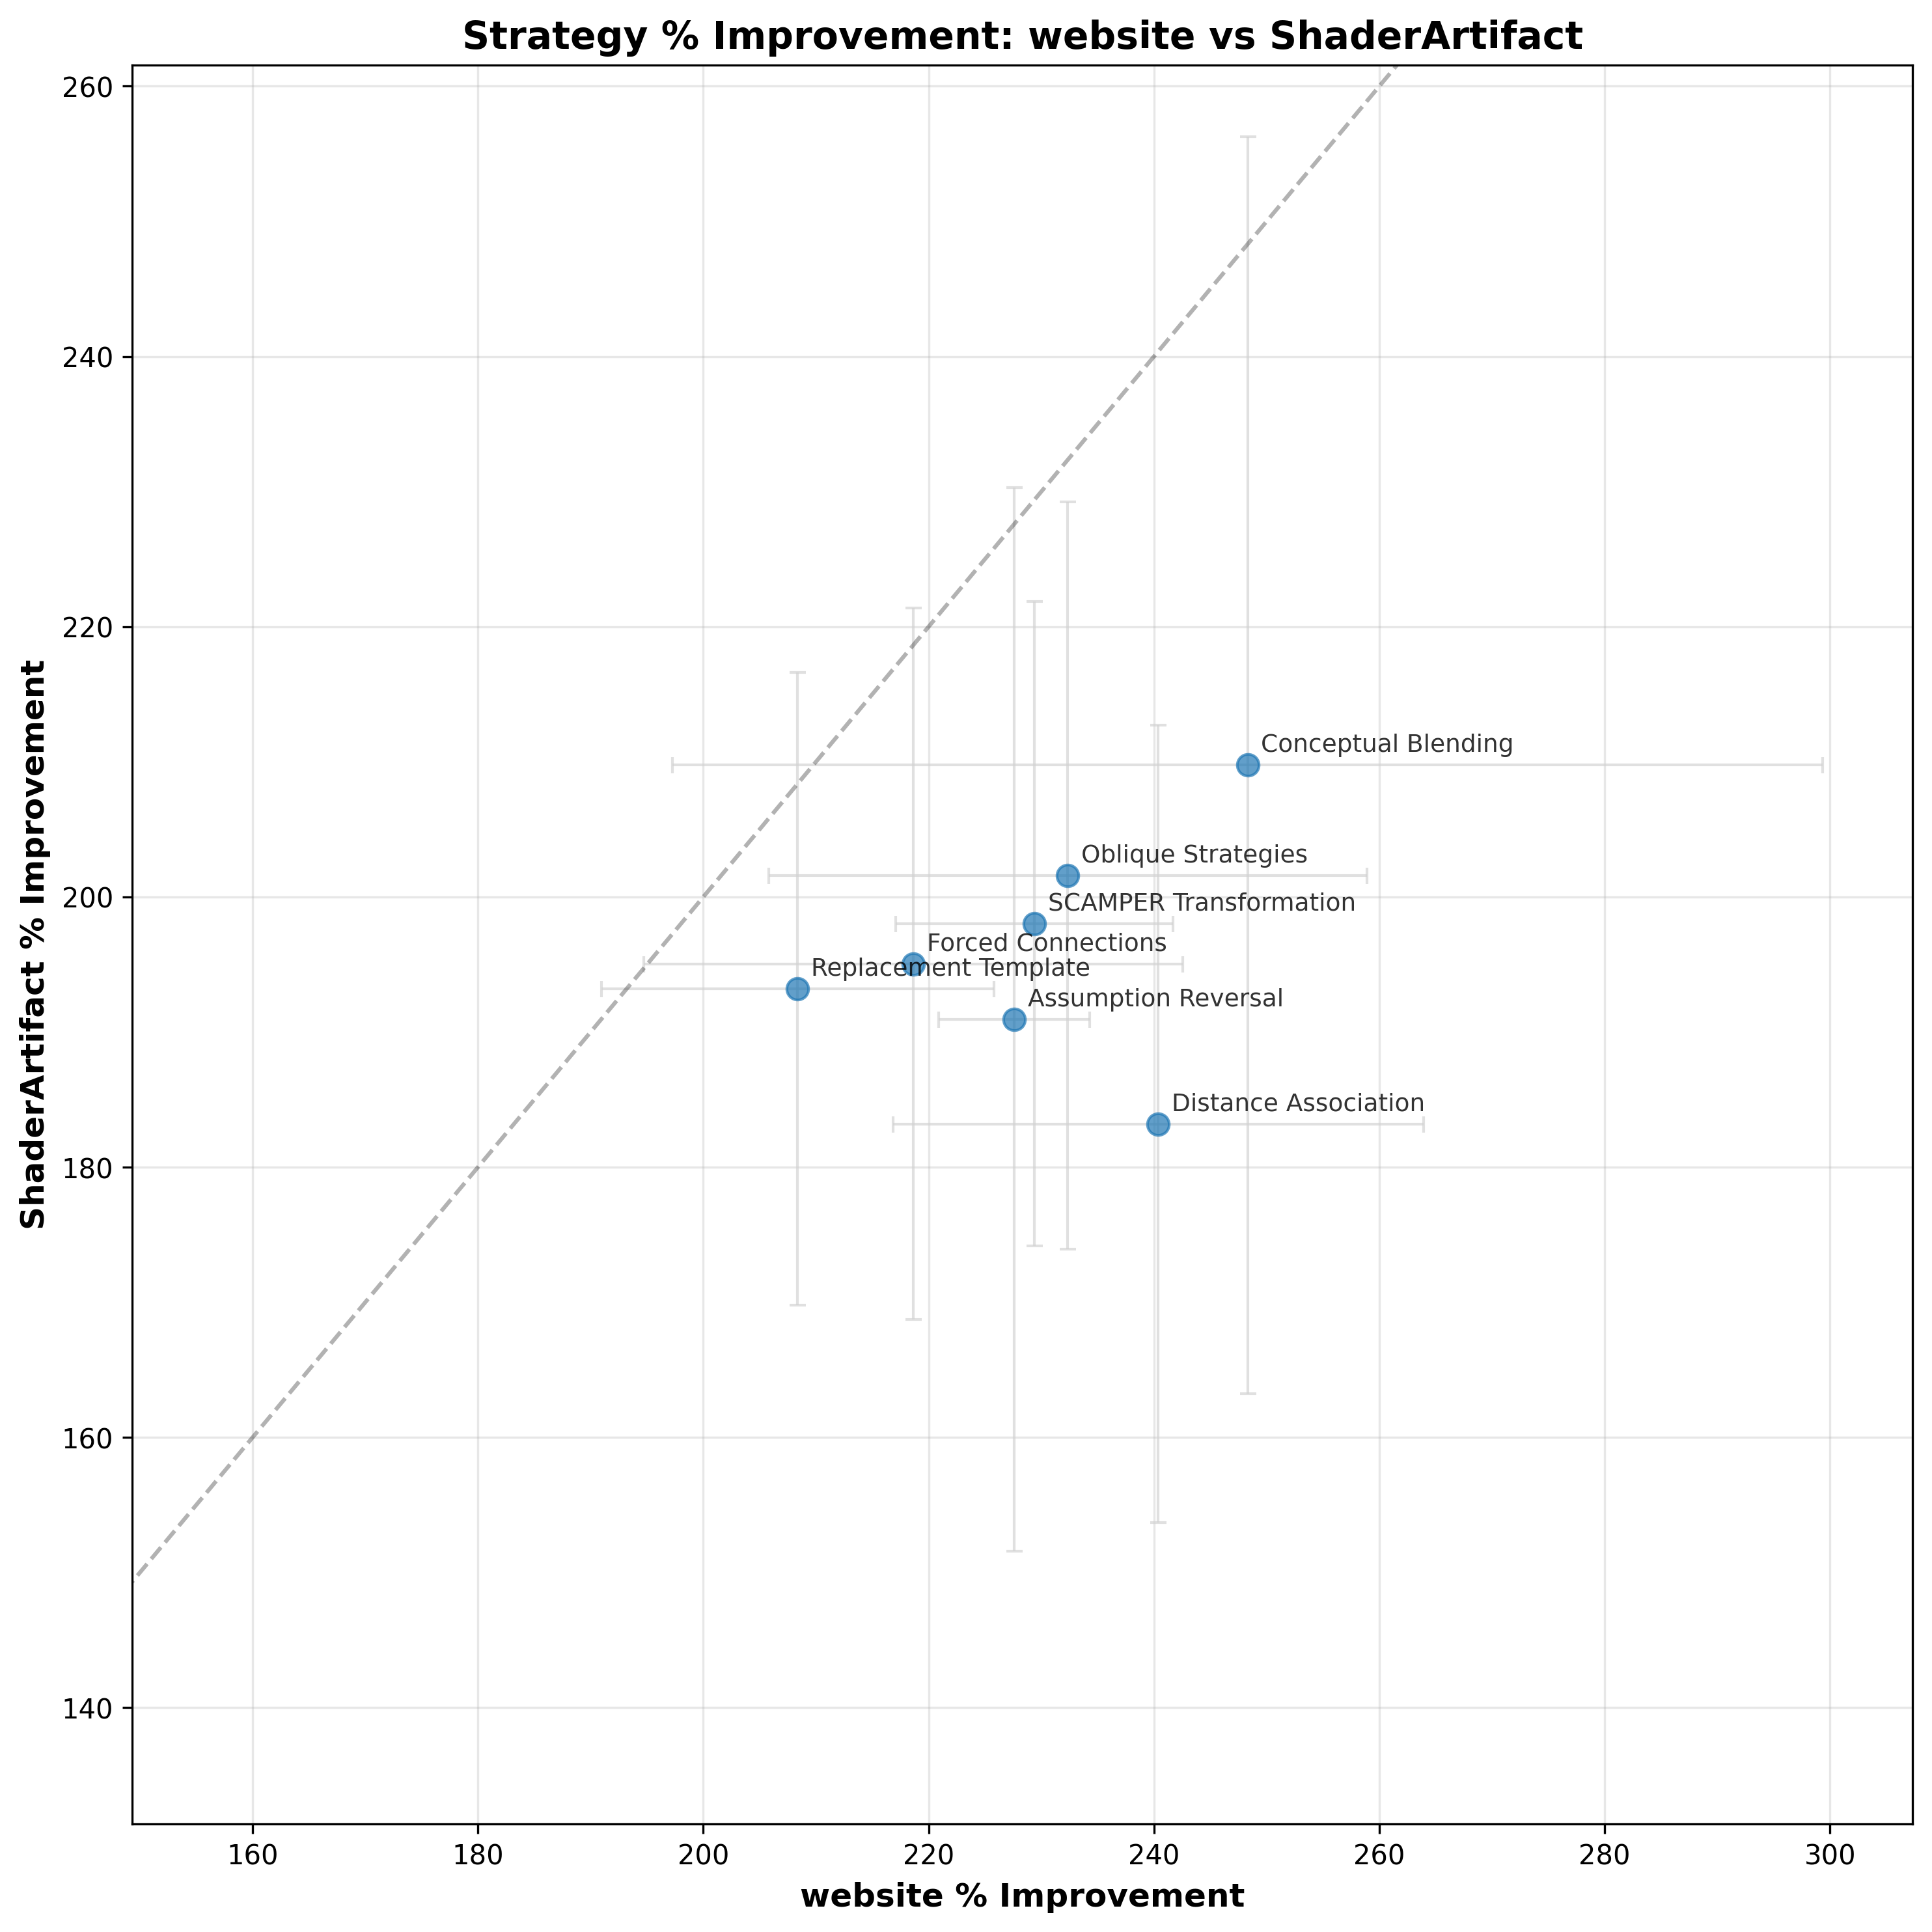 Strategy % Improvement: website vs ShaderArtifact
260
240
220
200
180
160
140
ShaderArtifact % Improvement
Conceptual Blending
Oblique Strategies
SCAMPER Transformation
Forced Connections
Replacement Template
Assumption Reversal
Distance Association
160 180 200 220 240 260 280 300
website % Improvement